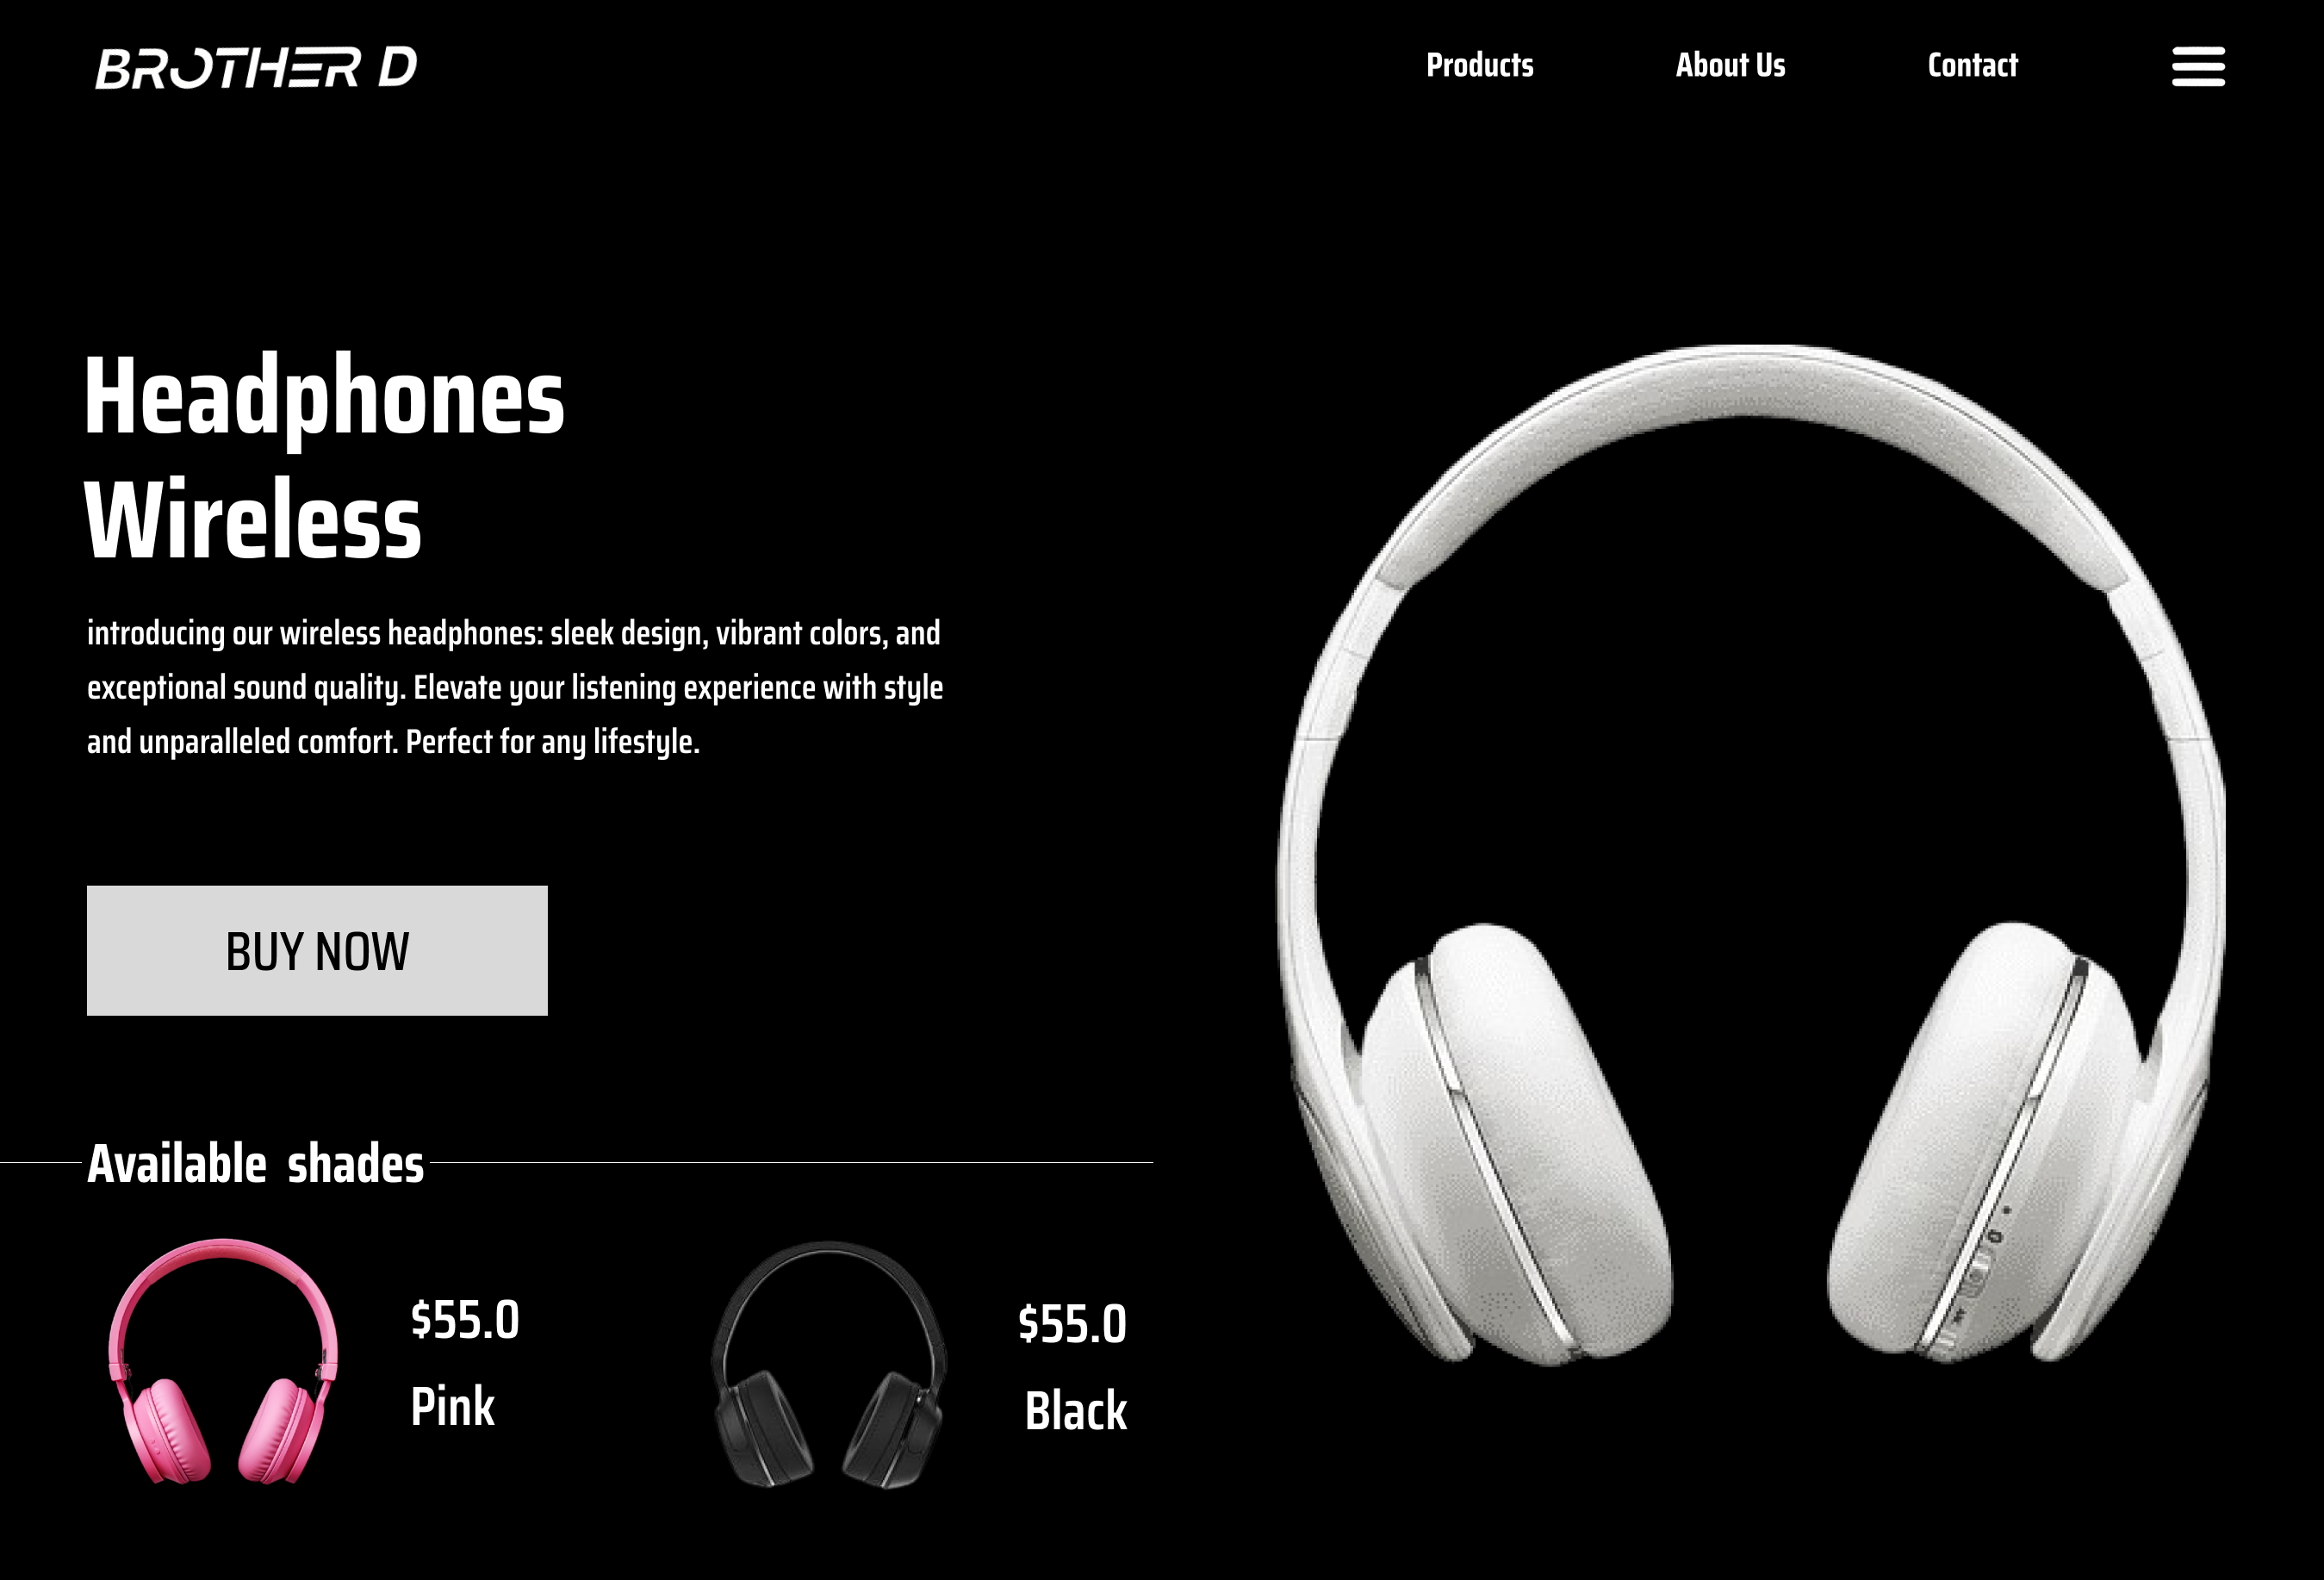 BROTHER D
Products
About Us
Contact
Headphones
Wireless
introducing our wireless headphones: sleek design, vibrant colors, and
exceptional sound quality. Elevate your listening experience with style
and unparalleled comfort. Perfect for any lifestyle.
BUY NOW
Available shades
$55.0
Pink
$55.0
Black